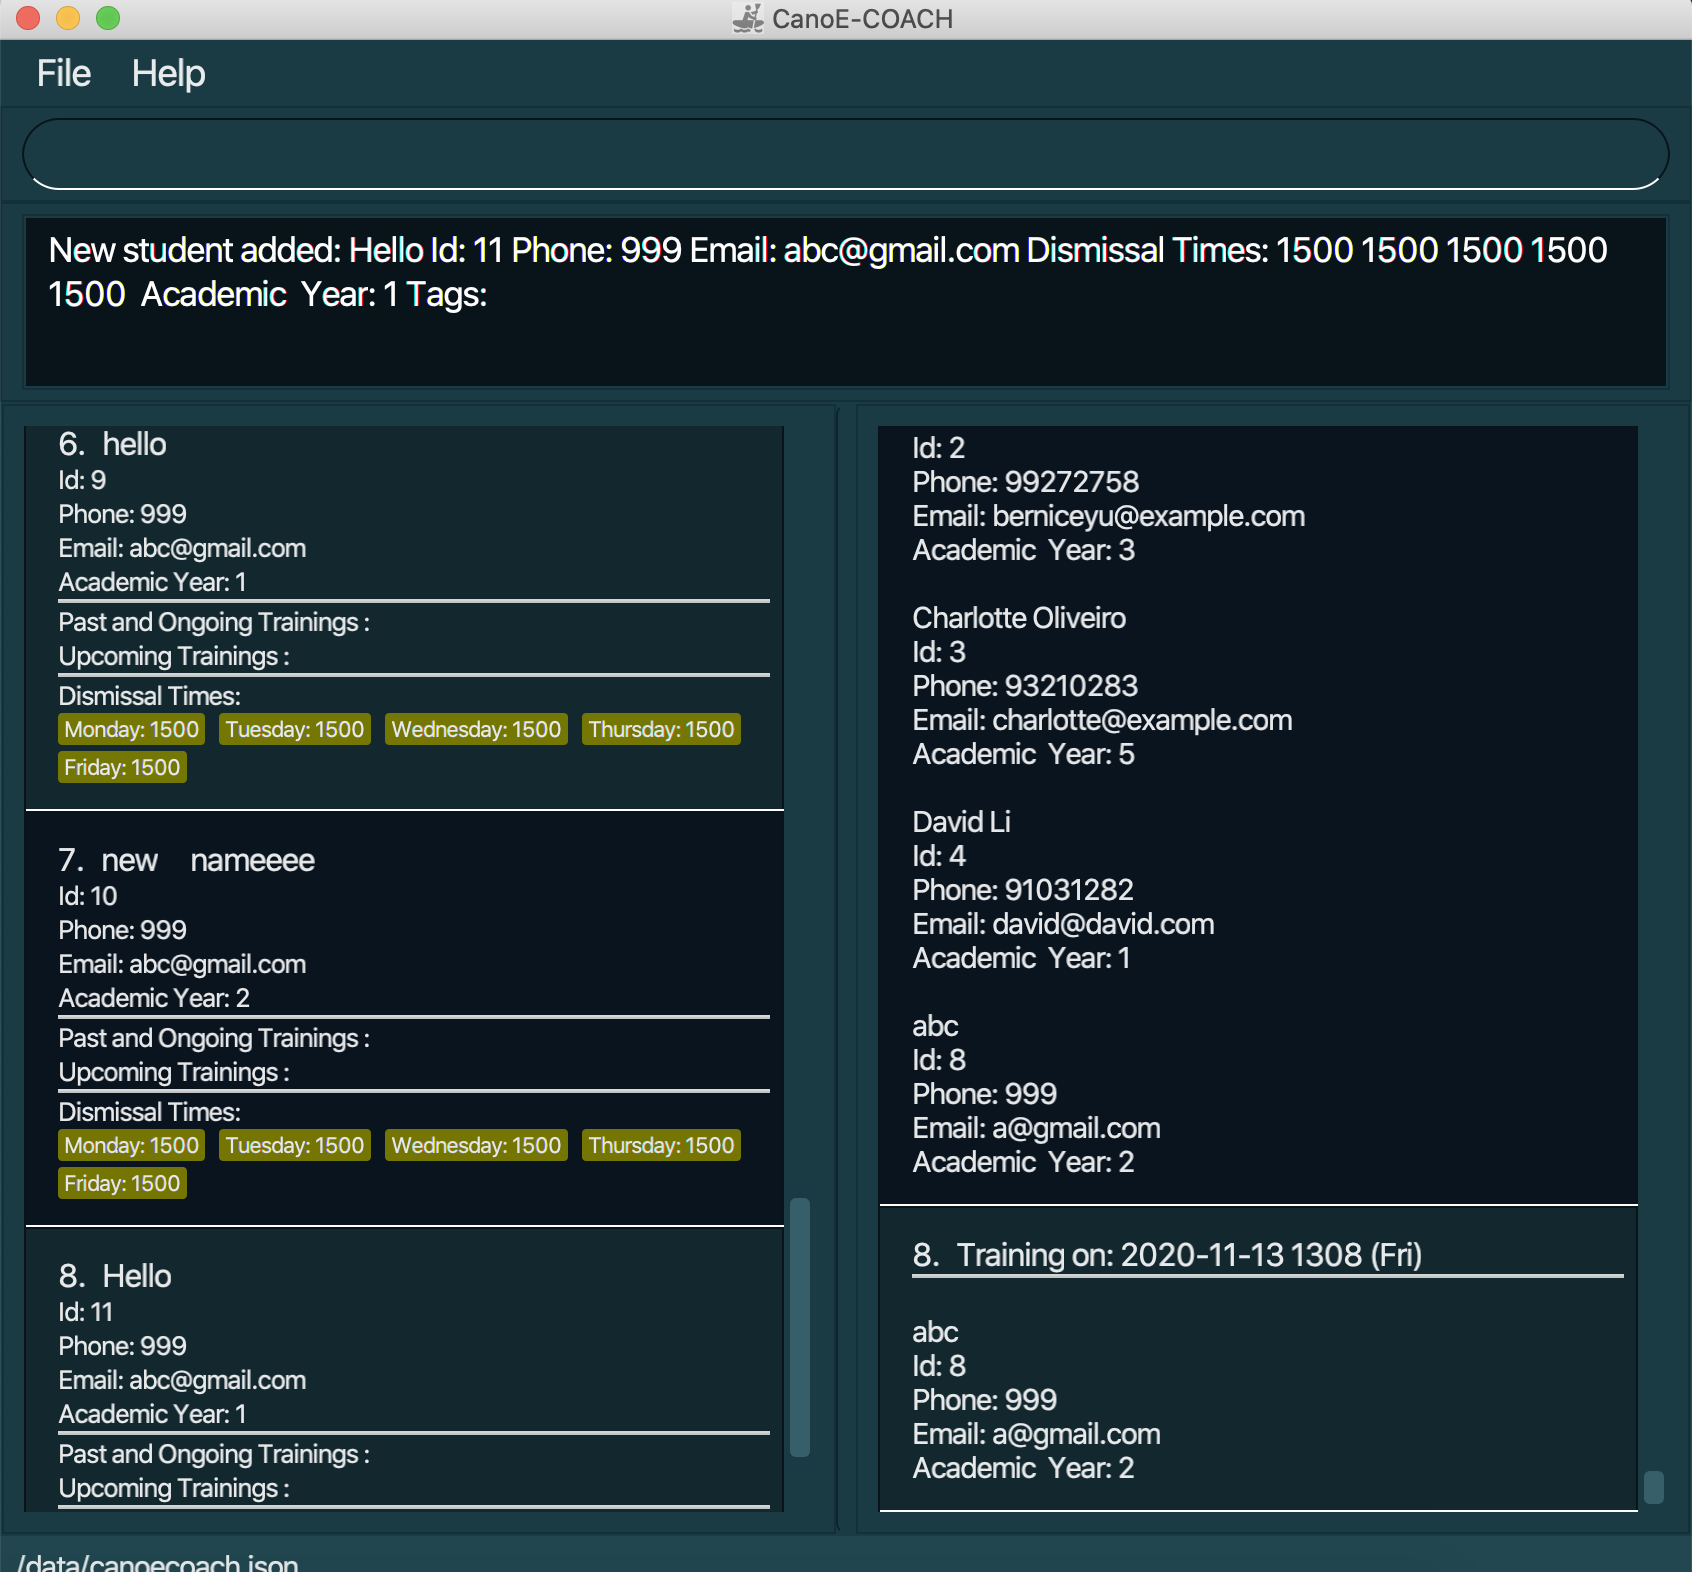 CanoE-COACH
File Help
New student added: Hello Id: 11 Phone: 999 Email: abc@gmail.com Dismissal Times: 1500 1500 1500 1500
1500 Academic Year: 1 Tags:
6. hello
Id: 9
Phone: 999
Email: abc@gmail.com
Academic Year: 1
Past and Ongoing Trainings :
Upcoming Trainings :
Dismissal Times:
Monday: 1500 Tuesday: 1500 Wednesday: 1500 Thursday: 1500
Friday: 1500
7. new nameeee
Id: 10
Phone: 999
Email: abc@gmail.com
Academic Year: 2
Past and Ongoing Trainings :
Upcoming Trainings :
Dismissal Times:
Monday: 1500 Tuesday: 1500 Wednesday: 1500 Thursday: 1500
Friday: 1500
8. Hello
Id: 11
Phone: 999
Email: abc@gmail.com
Academic Year: 1
Past and Ongoing Trainings :
Upcoming Trainings :
Id: 2
Phone: 99272758
Email: berniceyu@example.com
Academic Year: 3
Charlotte Oliveiro
Id: 3
Phone: 93210283
Email: charlotte@example.com
Academic Year: 5
David Li
Id: 4
Phone: 91031282
Email: david@david.com
Academic Year: 1
abc
Id: 8
Phone: 999
Email: a@gmail.com
Academic Year: 2
8. Training on: 2020-11-13 1308 (Fri)
abc
Id: 8
Phone: 999
Email: a@gmail.com
Academic Year: 2
/data/canoecoach.json